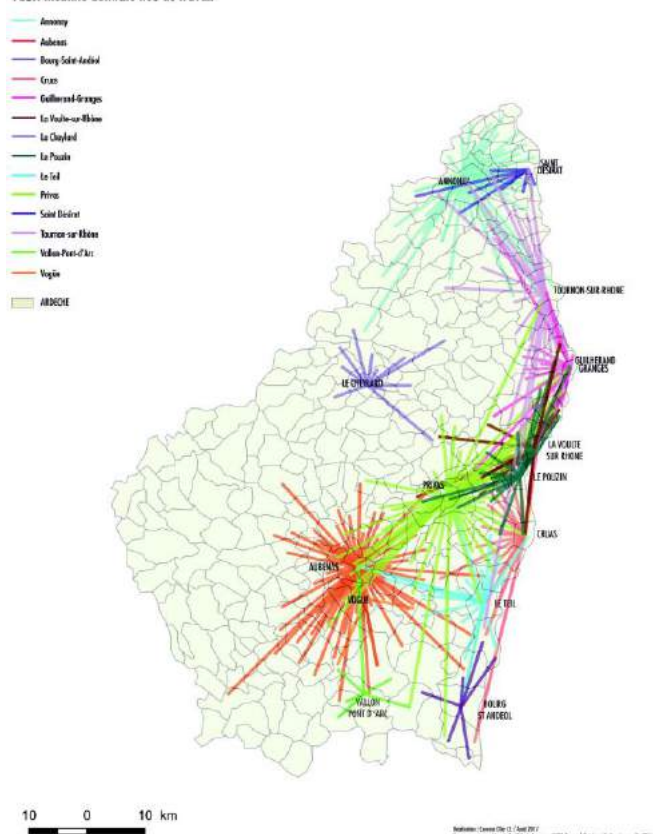 Annonay
Aubenas
Bourg-Saint-Andéol
Cruas
Guilherand-Granges
La Voulte-sur-Rhône
Le Cheylard
Le Pouzin
Le Teil
Privas
Saint Désirat
Tournon-sur-Rhône
Vallon-Pont-d'Arc
Vogüe
ARDECHE
SAINT
DÉSIRAT
ANNONAY
TOURNON-SUR-RHONE
GUILHERAND
GRANGES
LE CHEYLARD
LA VOULTE
SUR RHONE
PRIVAS
LE POUZIN
CRUAS
AUBENAS
VOGUE
LE TEIL
VALLON
PONT D'ARC
BOURG
ST ANDEOL
10 0 10 km